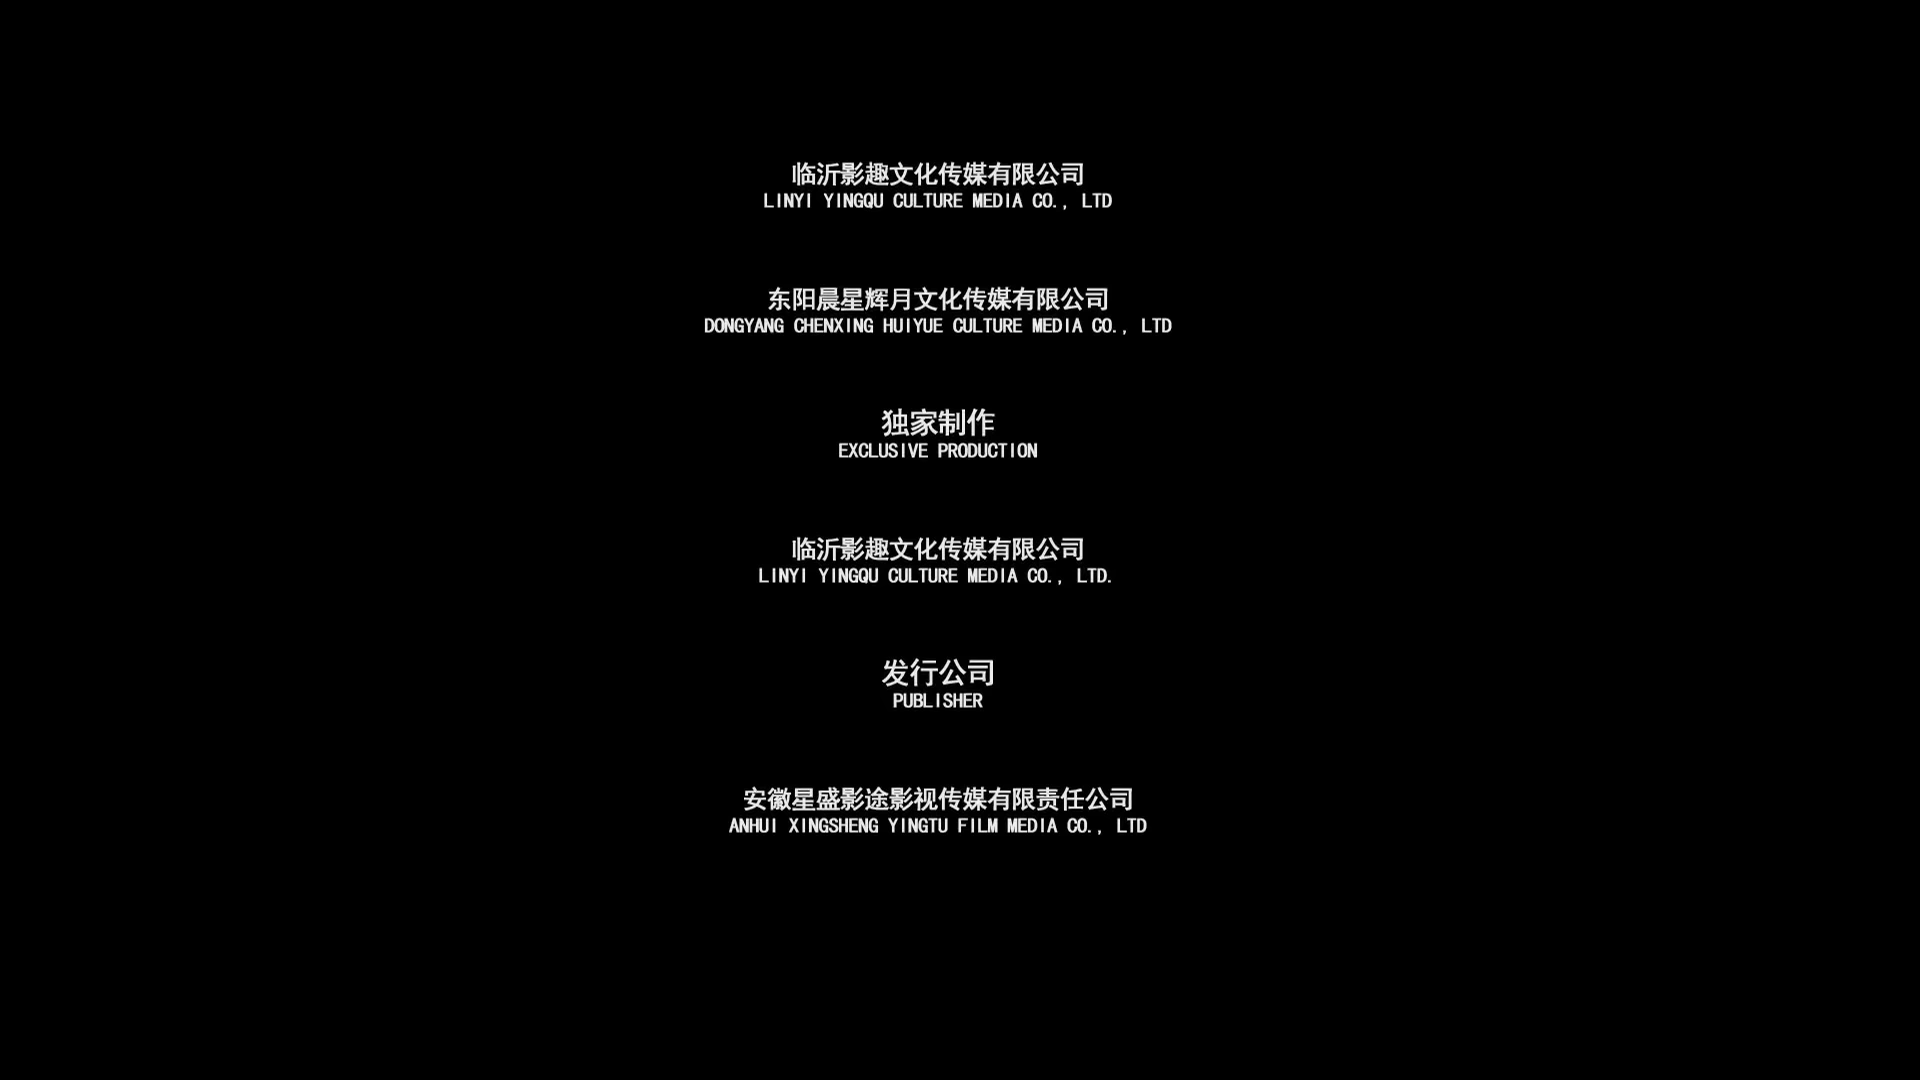 临沂影趣文化传媒有限公司
LINYI YINGQU CULTURE MEDIA CO., LTD
东阳晨星辉月文化传媒有限公司
DONGYANG CHENXING HUIYUE CULTURE MEDIA CO., LTD
独家制作
EXCLUSIVE PRODUCTION
临沂影趣文化传媒有限公司
LINYI YINGQU CULTURE MEDIA CO., LTD.
发行公司
PUBLISHER
安徽星盛影途影视传媒有限责任公司
ANHUI XINGSHENG YINGTU FILM MEDIA CO., LTD